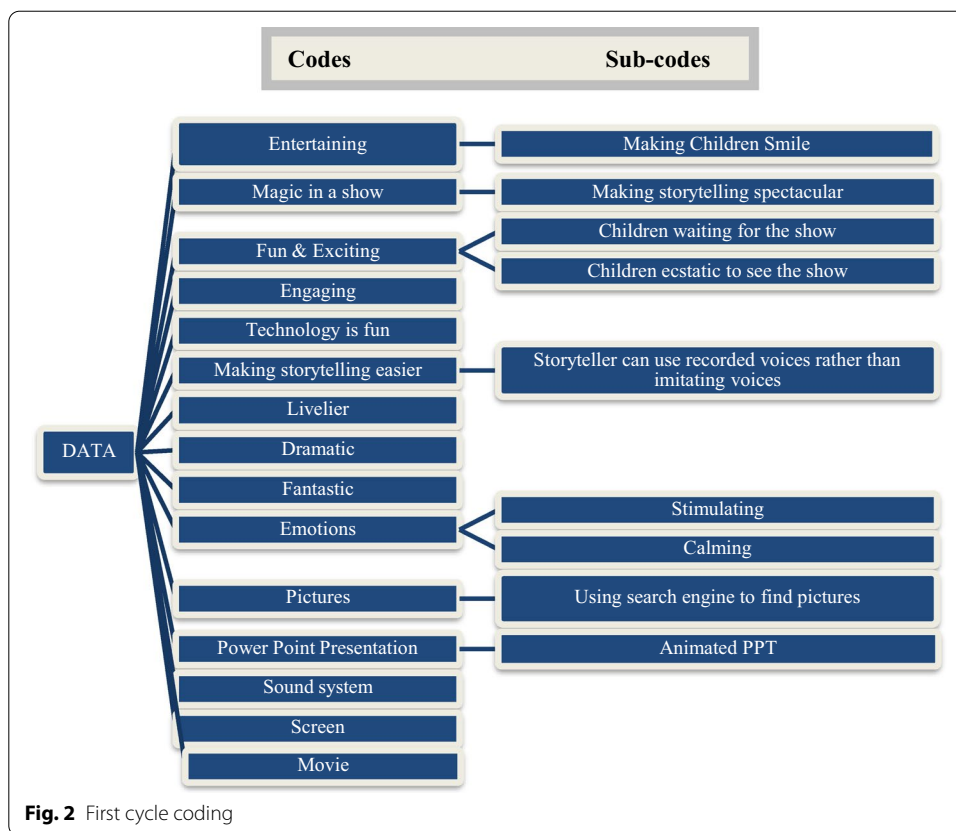 Codes Sub-codes
Entertaining
Making Children Smile
Magic in a show
Making storytelling spectacular
Fun & Exciting
Children waiting for the show
Children ecstatic to see the show
Engaging
Technology is fun
Making storytelling easier
Storyteller can use recorded voices rather than
imitating voices
Livelier
DATA
Dramatic
Fantastic
Emotions
Stimulating
Calming
Pictures
Using search engine to find pictures
Power Point Presentation
Animated PPT
Sound system
Screen
Movie
Fig. 2 First cycle coding